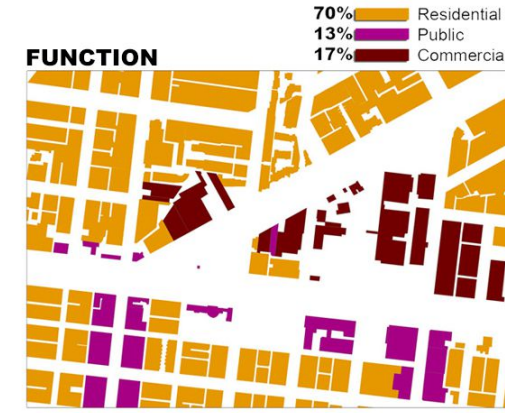 70% Residential
13% Public
17% Commercia
FUNCTION